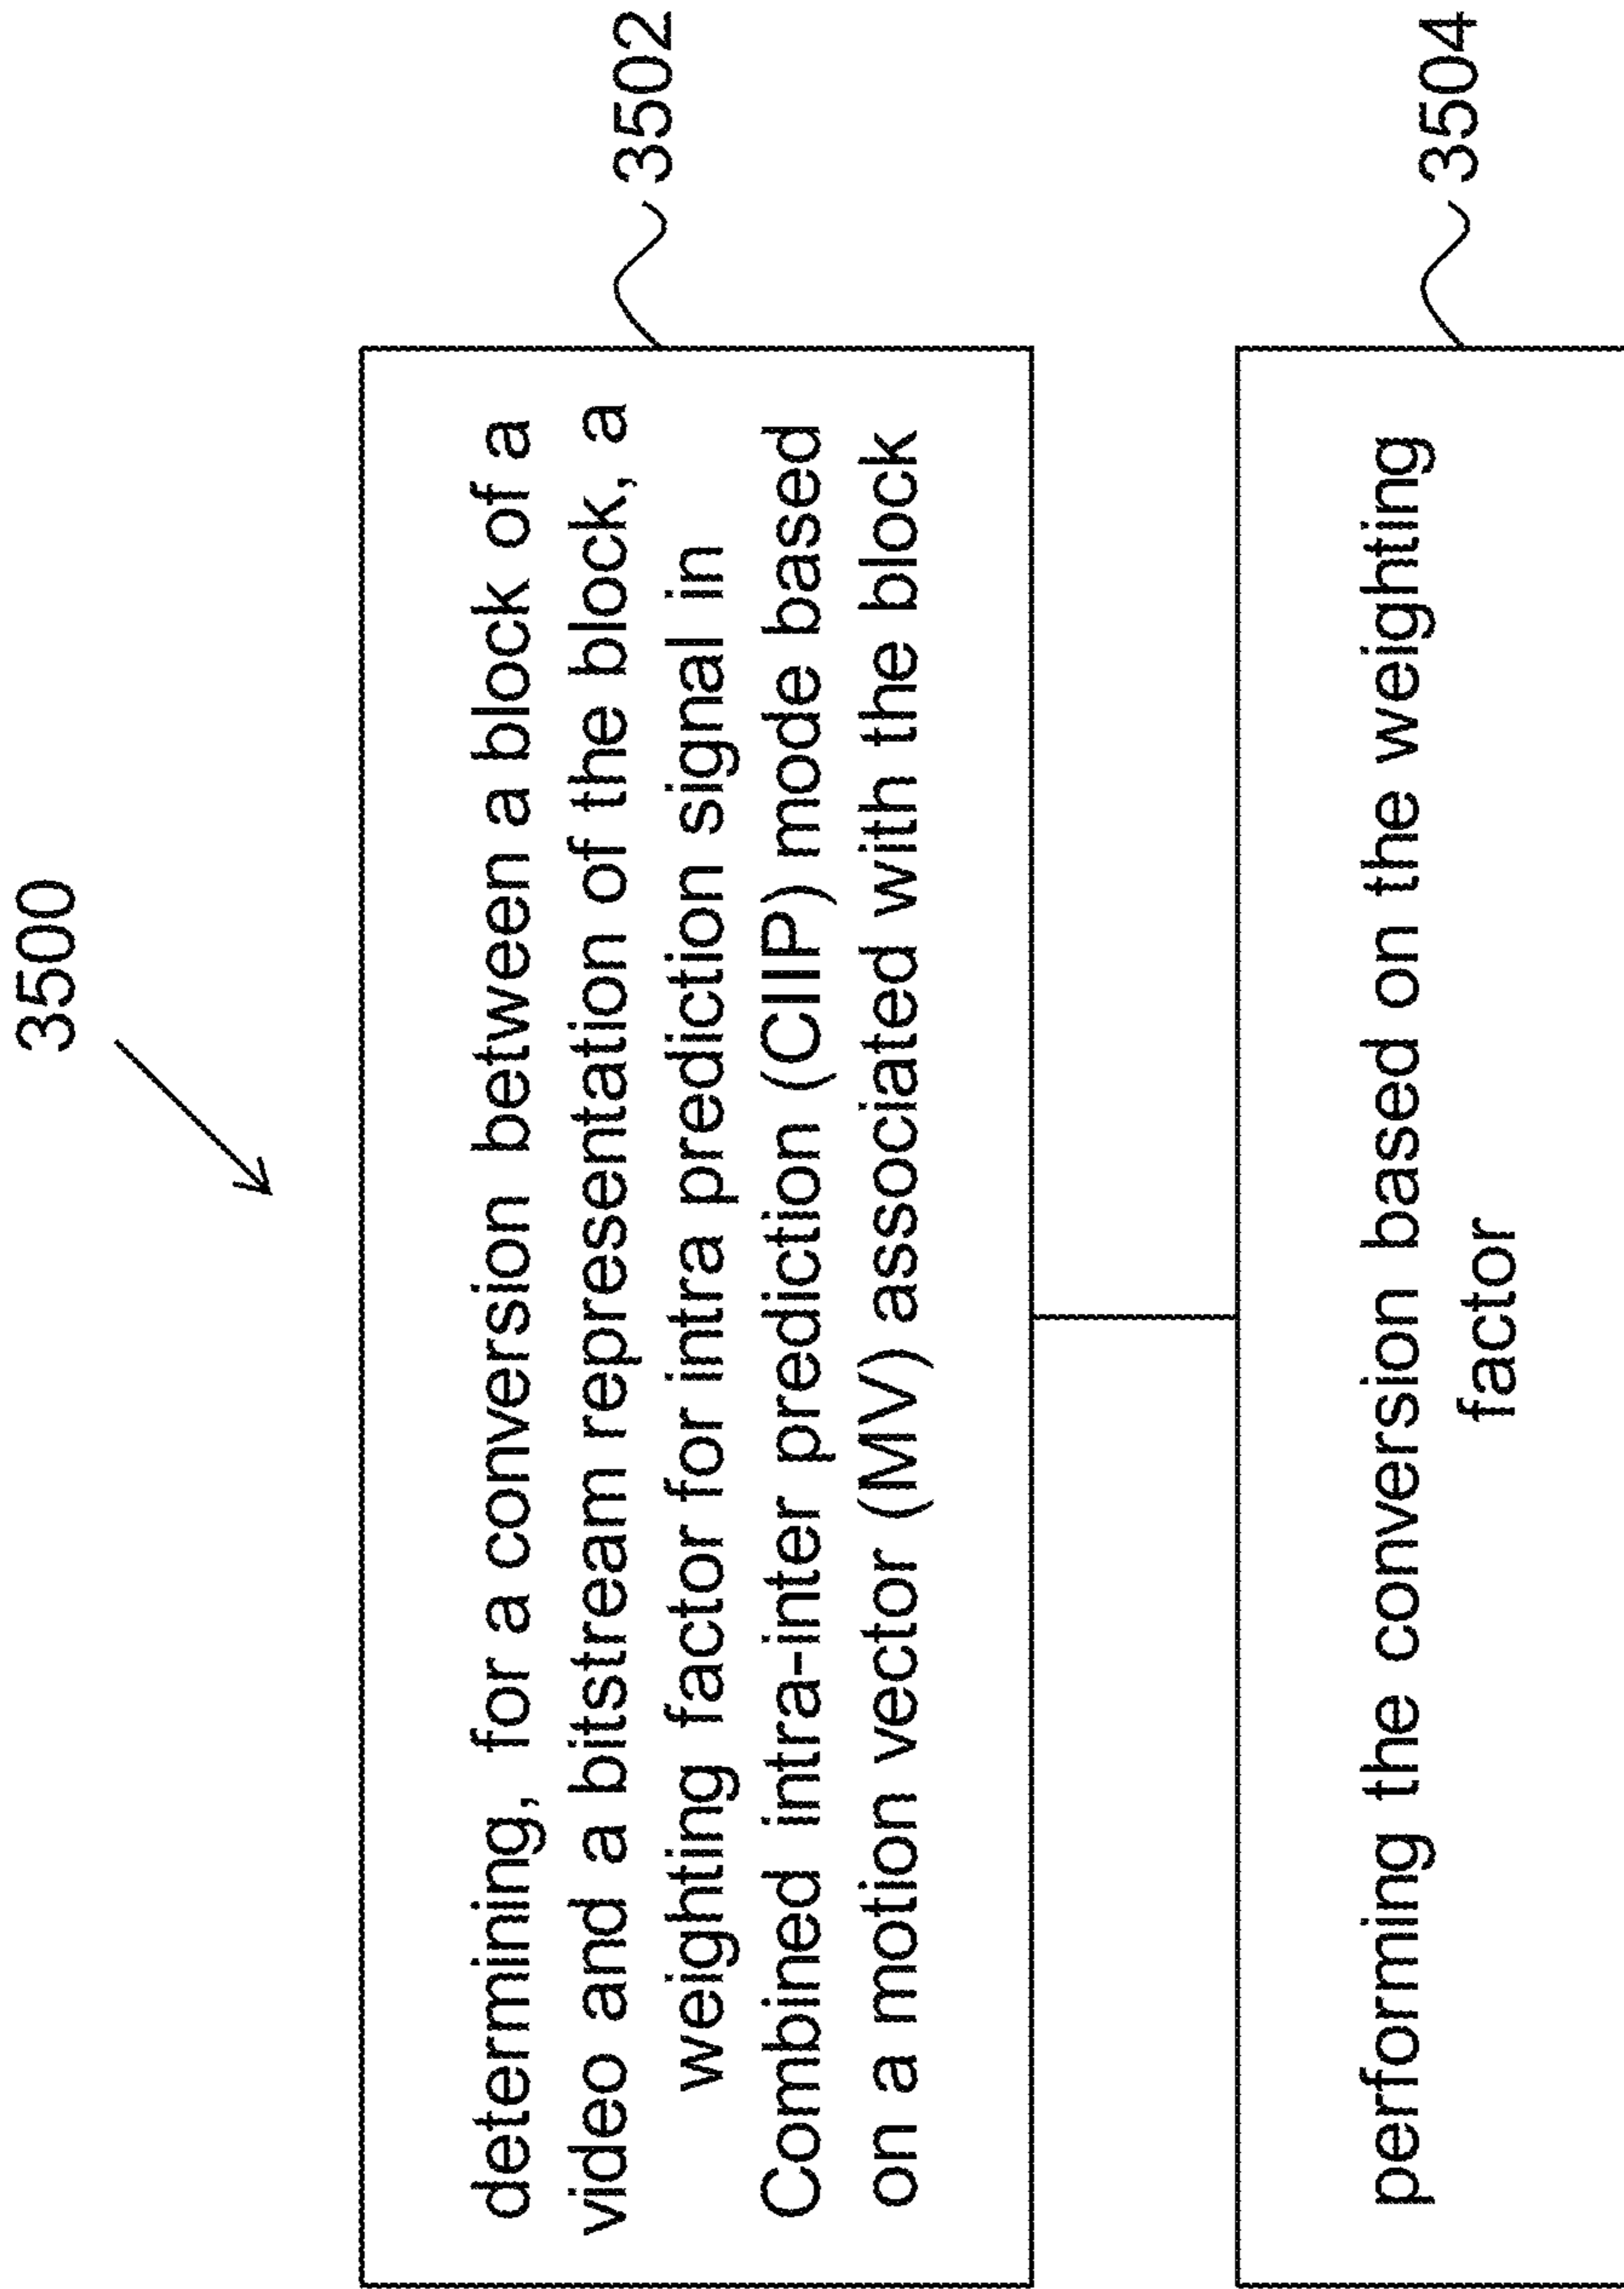 3500
determining, for a conversion between a block of a
video and a bitstream representation of the block, a
weighting factor for intra prediction signal in
Combined intra-inter prediction (CIIP) mode based
on a motion vector (MV) associated with the block
3502
performing the conversion based on the weighting
factor
3504